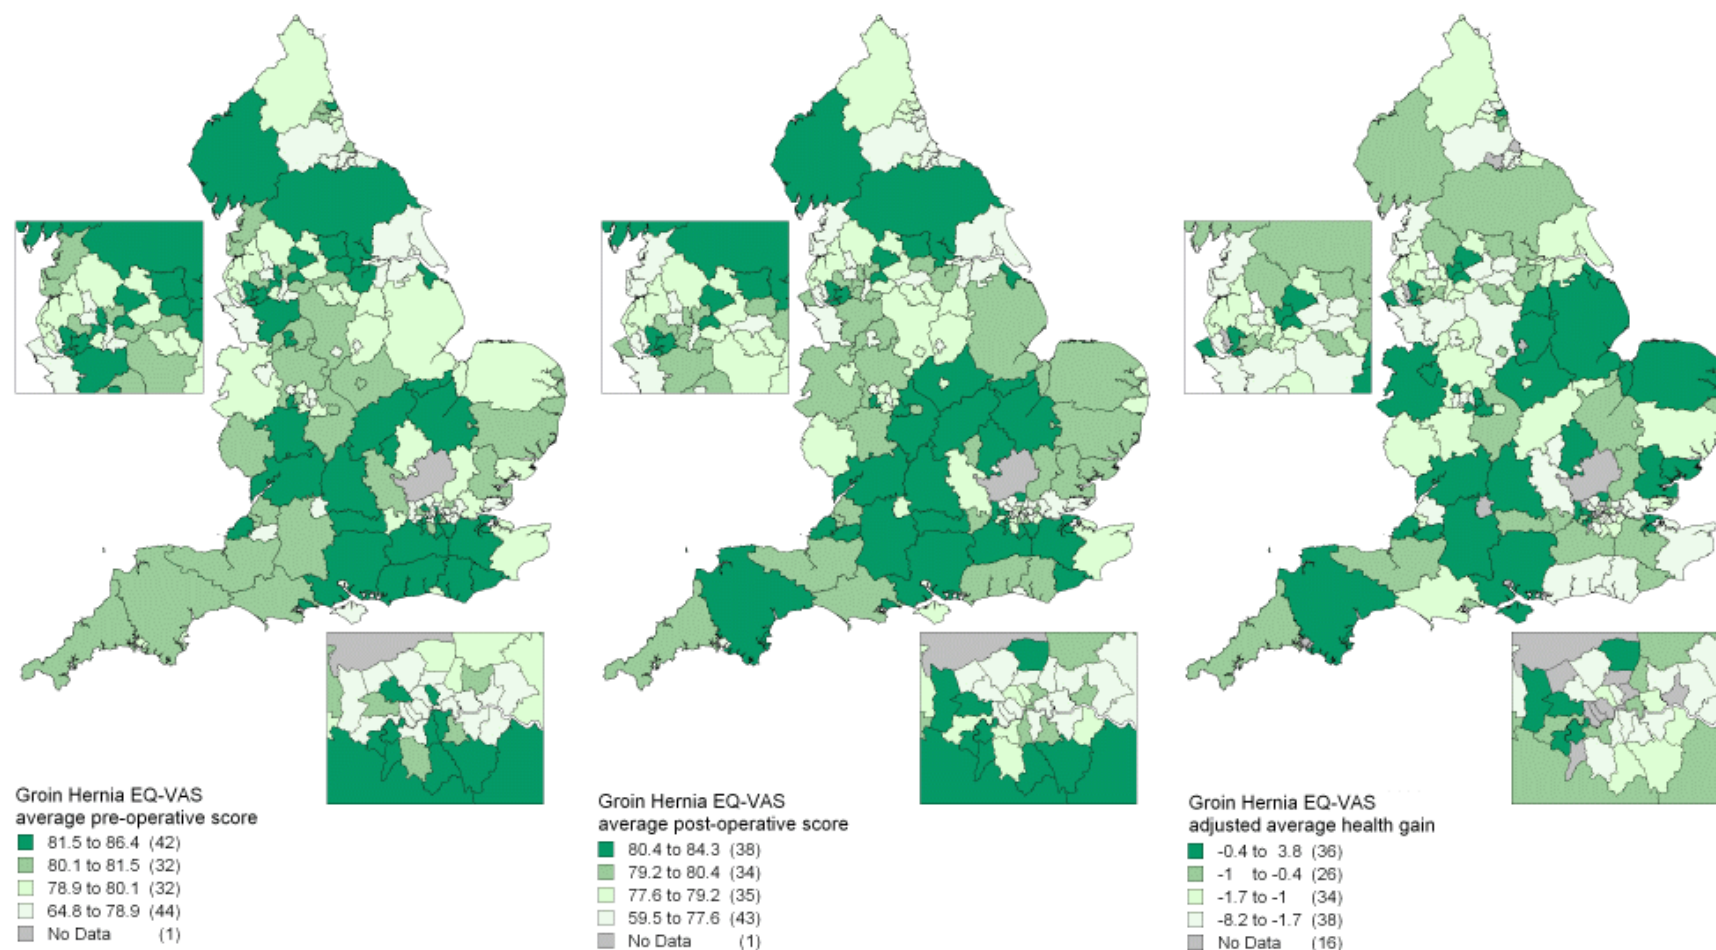 Groin Hernia EQ-VAS
average pre-operative score
81.5 to 86.4 (42)
80.1 to 81.5 (32)
78.9 to 80.1 (32)
64.8 to 78.9 (44)
No Data (1)
Groin Hernia EQ-VAS
average post-operative score
80.4 to 84.3 (38)
79.2 to 80.4 (34)
77.6 to 79.2 (35)
59.5 to 77.6 (43)
No Data (1)
Groin Hernia EQ-VAS
adjusted average health gain
-0.4 to 3.8 (36)
-1 to -0.4 (26)
-1.7 to -1 (34)
-8.2 to -1.7 (38)
No Data (16)